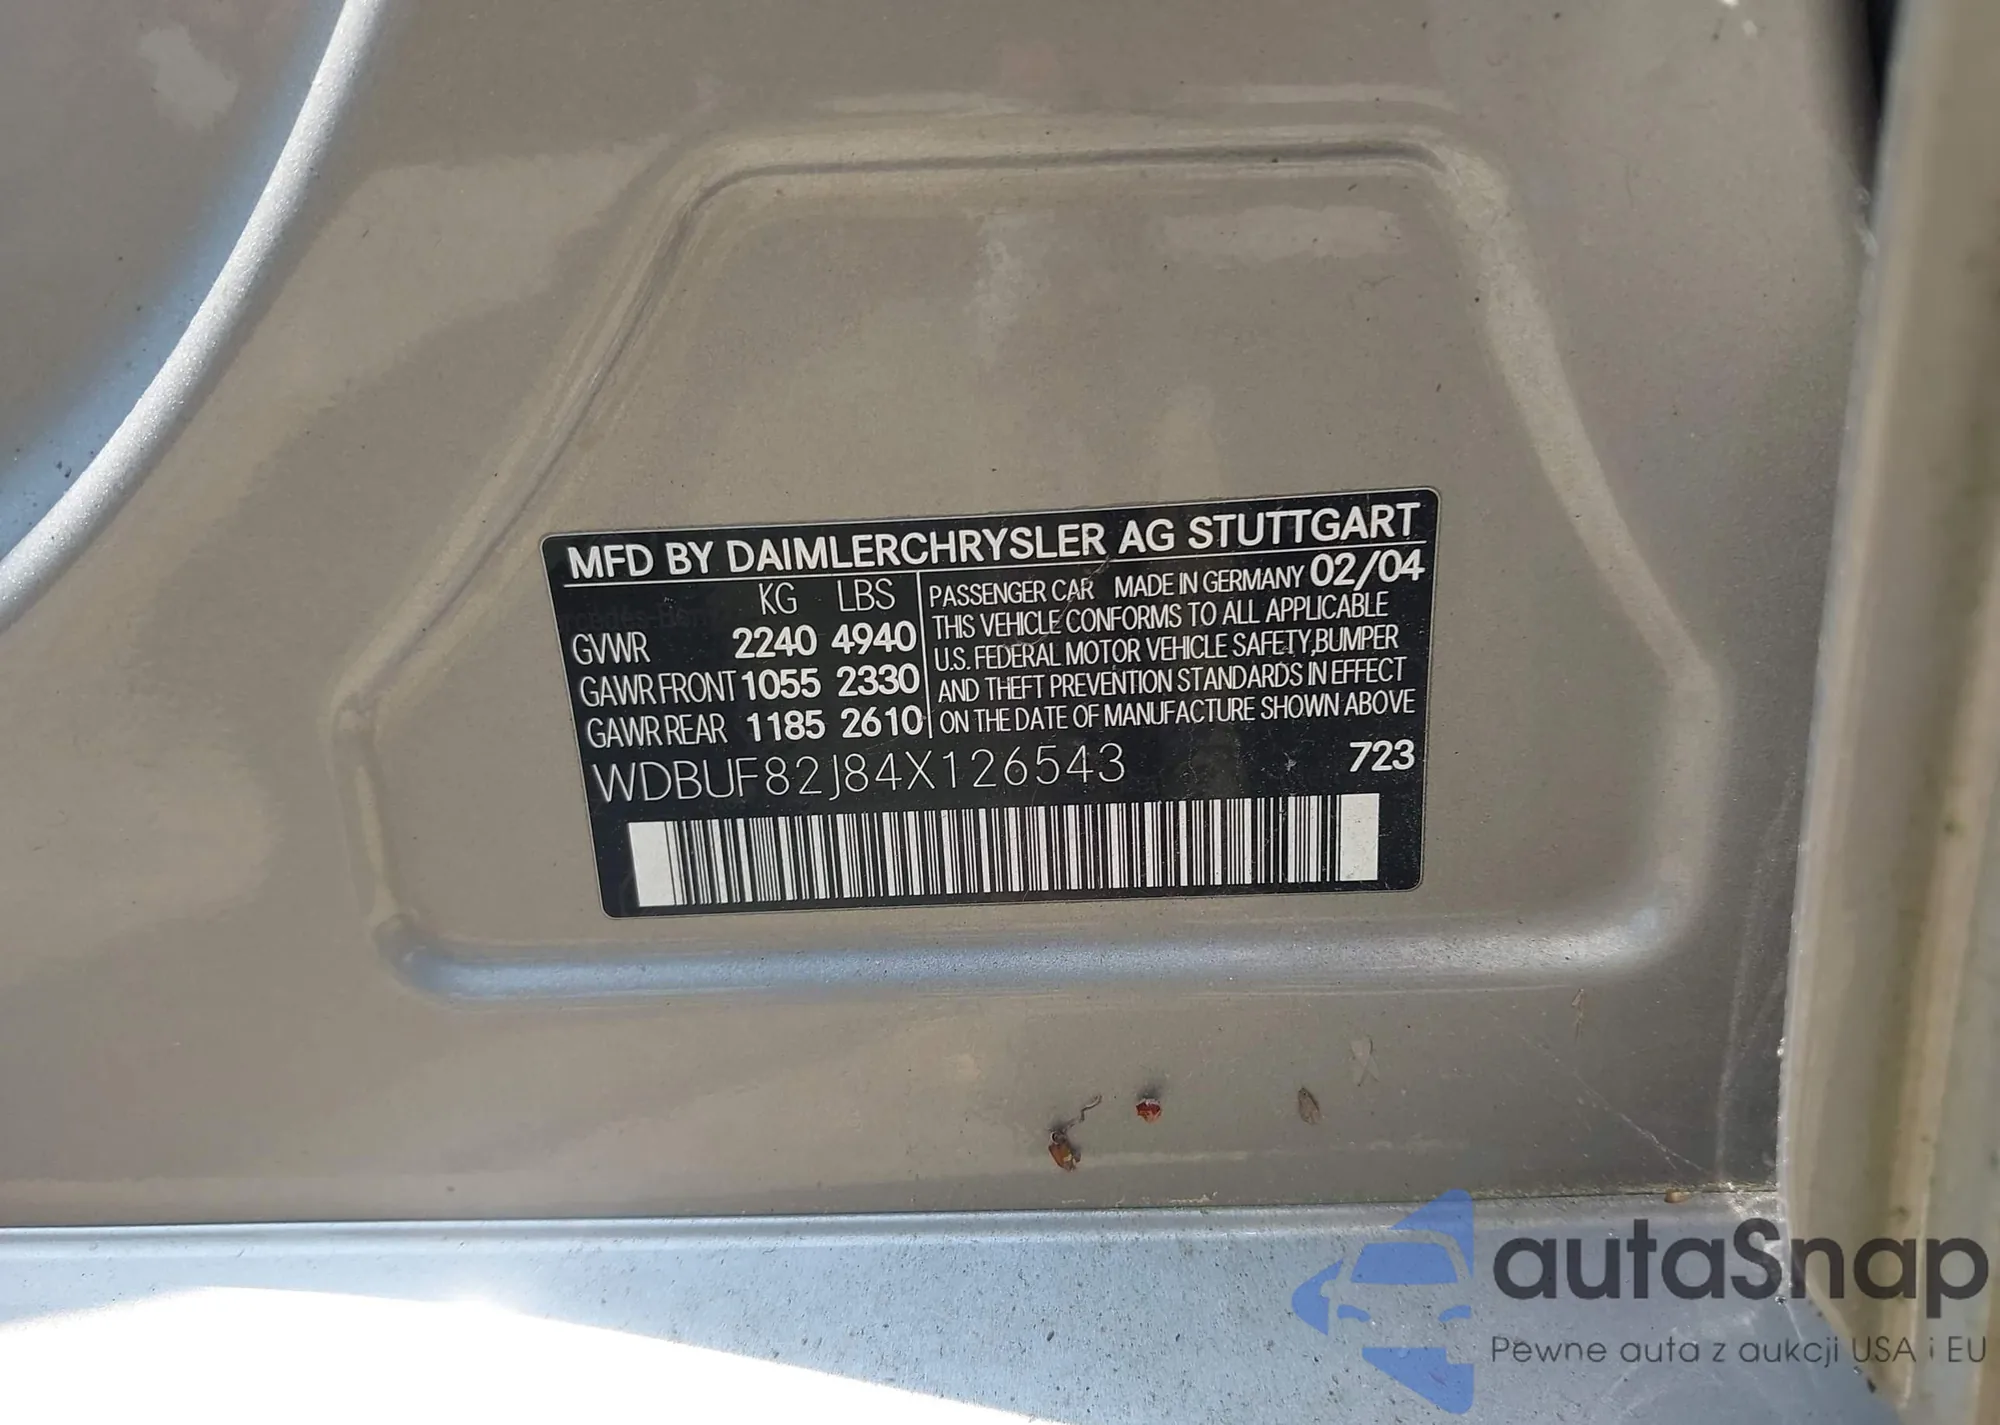 MFD BY DAIMLERCHRYSLER AG STUTTGART
KG LBS
GVWR 2240 4940
GAWR FRONT 1055 2330
GAWR REAR 1185 2610
PASSENGER CAR MADE IN GERMANY 02/04
THIS VEHICLE CONFORMS TO ALL APPLICABLE
U.S. FEDERAL MOTOR VEHICLE SAFETY, BUMPER
AND THEFT PREVENTION STANDARDS IN EFFECT
ON THE DATE OF MANUFACTURE SHOWN ABOVE
WDBUF82J84X126543 723
autaSnap
Pewne auta z aukcji USA i EU